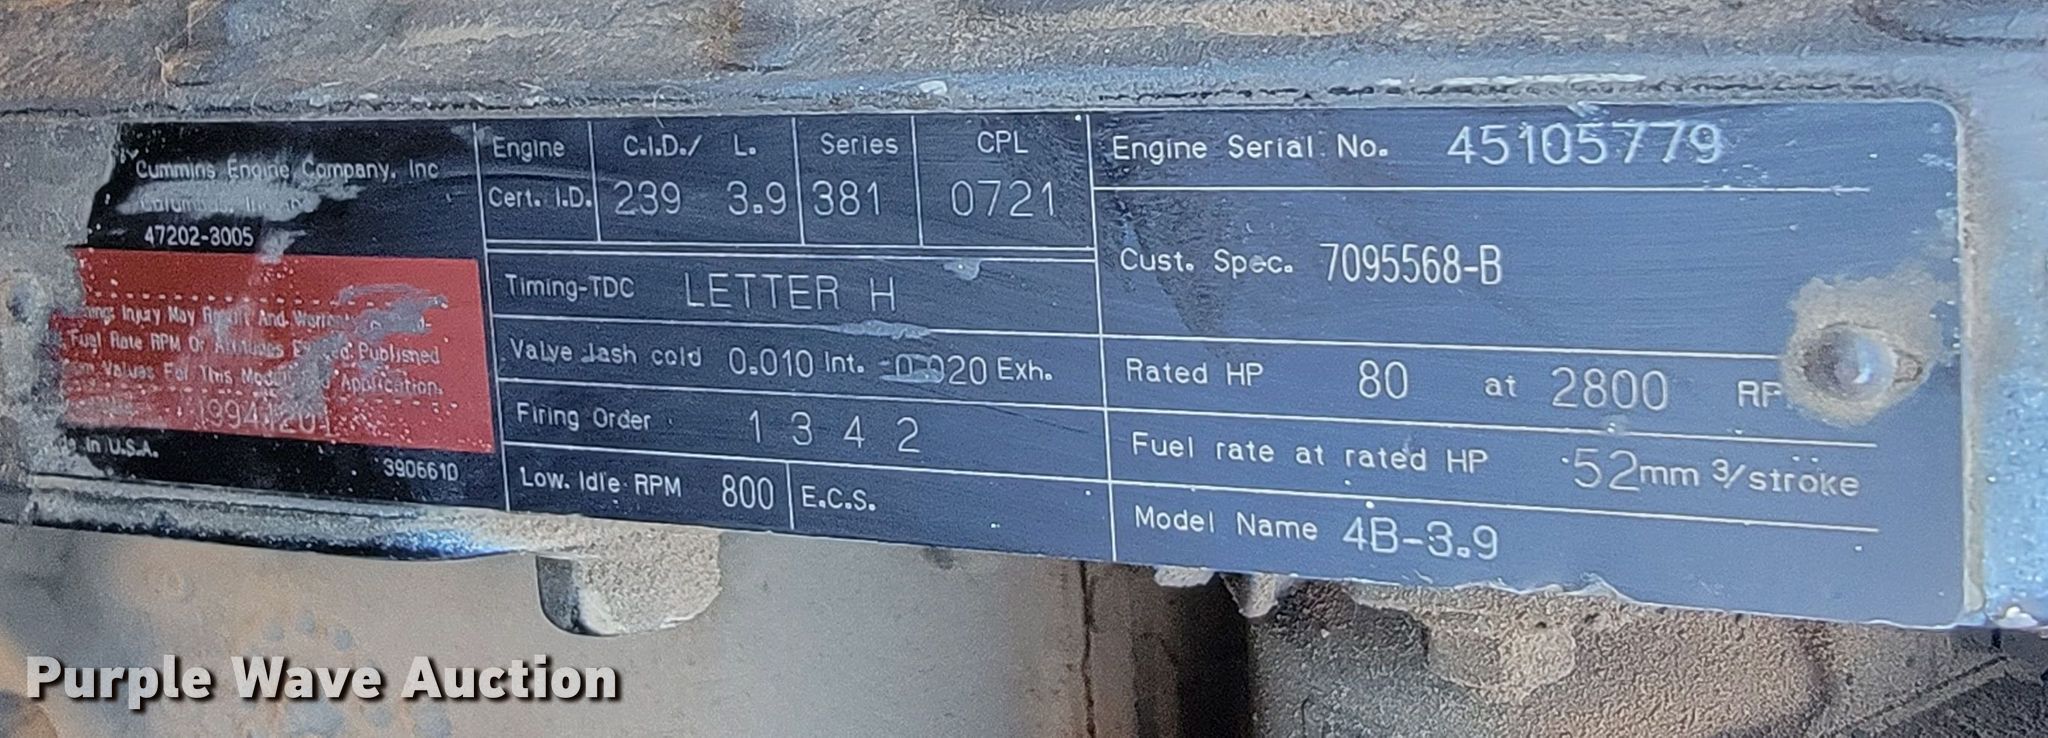 Cummins Engine Company, Inc
47202-3005
Injury May And
Fuel Rate RPM Or Published
Values For This Model And Application.
19941201
In U.S.A.
3906610
Engine
Cert. I.D.
C.I.D./ L.
239 3.9
Series
381
CPL
0721
Timing-TDC LETTER H
Valve lash cold 0.010 Int. 0.020 Exh.
Firing Order 1 3 4 2
Low. Idle RPM 800 E.C.S.
Engine Serial No. 45105779
Cust. Spec. 7095568-B
Rated HP 80 at 2800
Fuel rate at rated HP 52mm 3/stroke
Model Name 4B-3.9
Purple Wave Auction